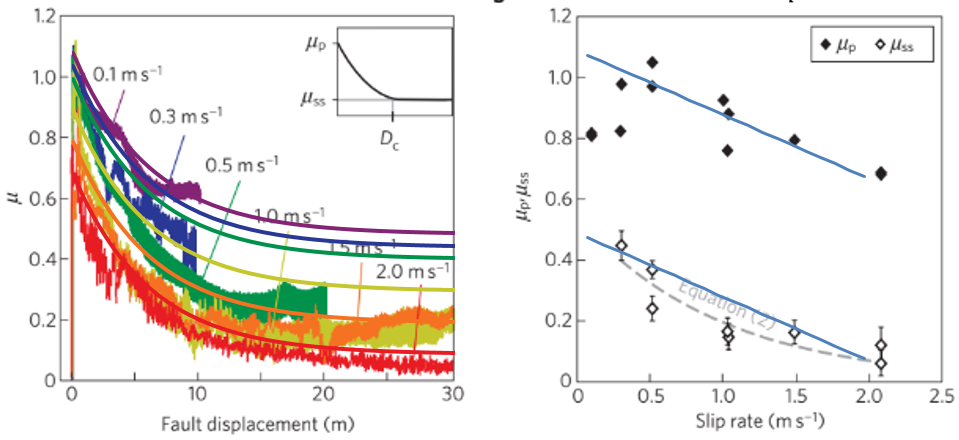 1.2
1.0
0.8
0.6
0.4
0.2
0
μ
0.1 m s⁻¹
0.3 m s⁻¹
0.5 m s⁻¹
1.0 m s⁻¹
1.5 m s⁻¹
2.0 m s⁻¹
μp
μss
Dc
0
10
20
30
Fault displacement (m)
1.2
1.0
0.8
0.6
0.4
0.2
0
μp,μss
μp μss
Equation (2)
0
0.5
1.0
1.5
2.0
2.5
Slip rate (m s⁻¹)